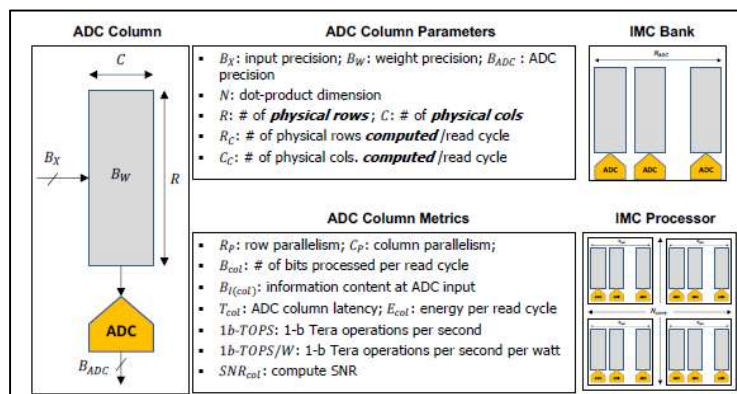 ADC Column
C
B_X
B_W
R
ADC
B_ADC
ADC Column Parameters
▪ B_X: input precision; B_W: weight precision; B_ADC : ADC
precision
▪ N: dot-product dimension
▪ R: # of physical rows ; C: # of physical cols
▪ R_C: # of physical rows computed /read cycle
▪ C_C: # of physical cols. computed /read cycle
ADC Column Metrics
▪ R_P: row parallelism; C_P: column parallelism;
▪ B_col: # of bits processed per read cycle
▪ B_I(col): information content at ADC input
▪ T_col: ADC column latency; E_col: energy per read cycle
▪ 1b-TOPS: 1-b Tera operations per second
▪ 1b-TOPS/W: 1-b Tera operations per second per watt
▪ SNR_col: compute SNR
IMC Bank
ADC ADC ADC
IMC Processor